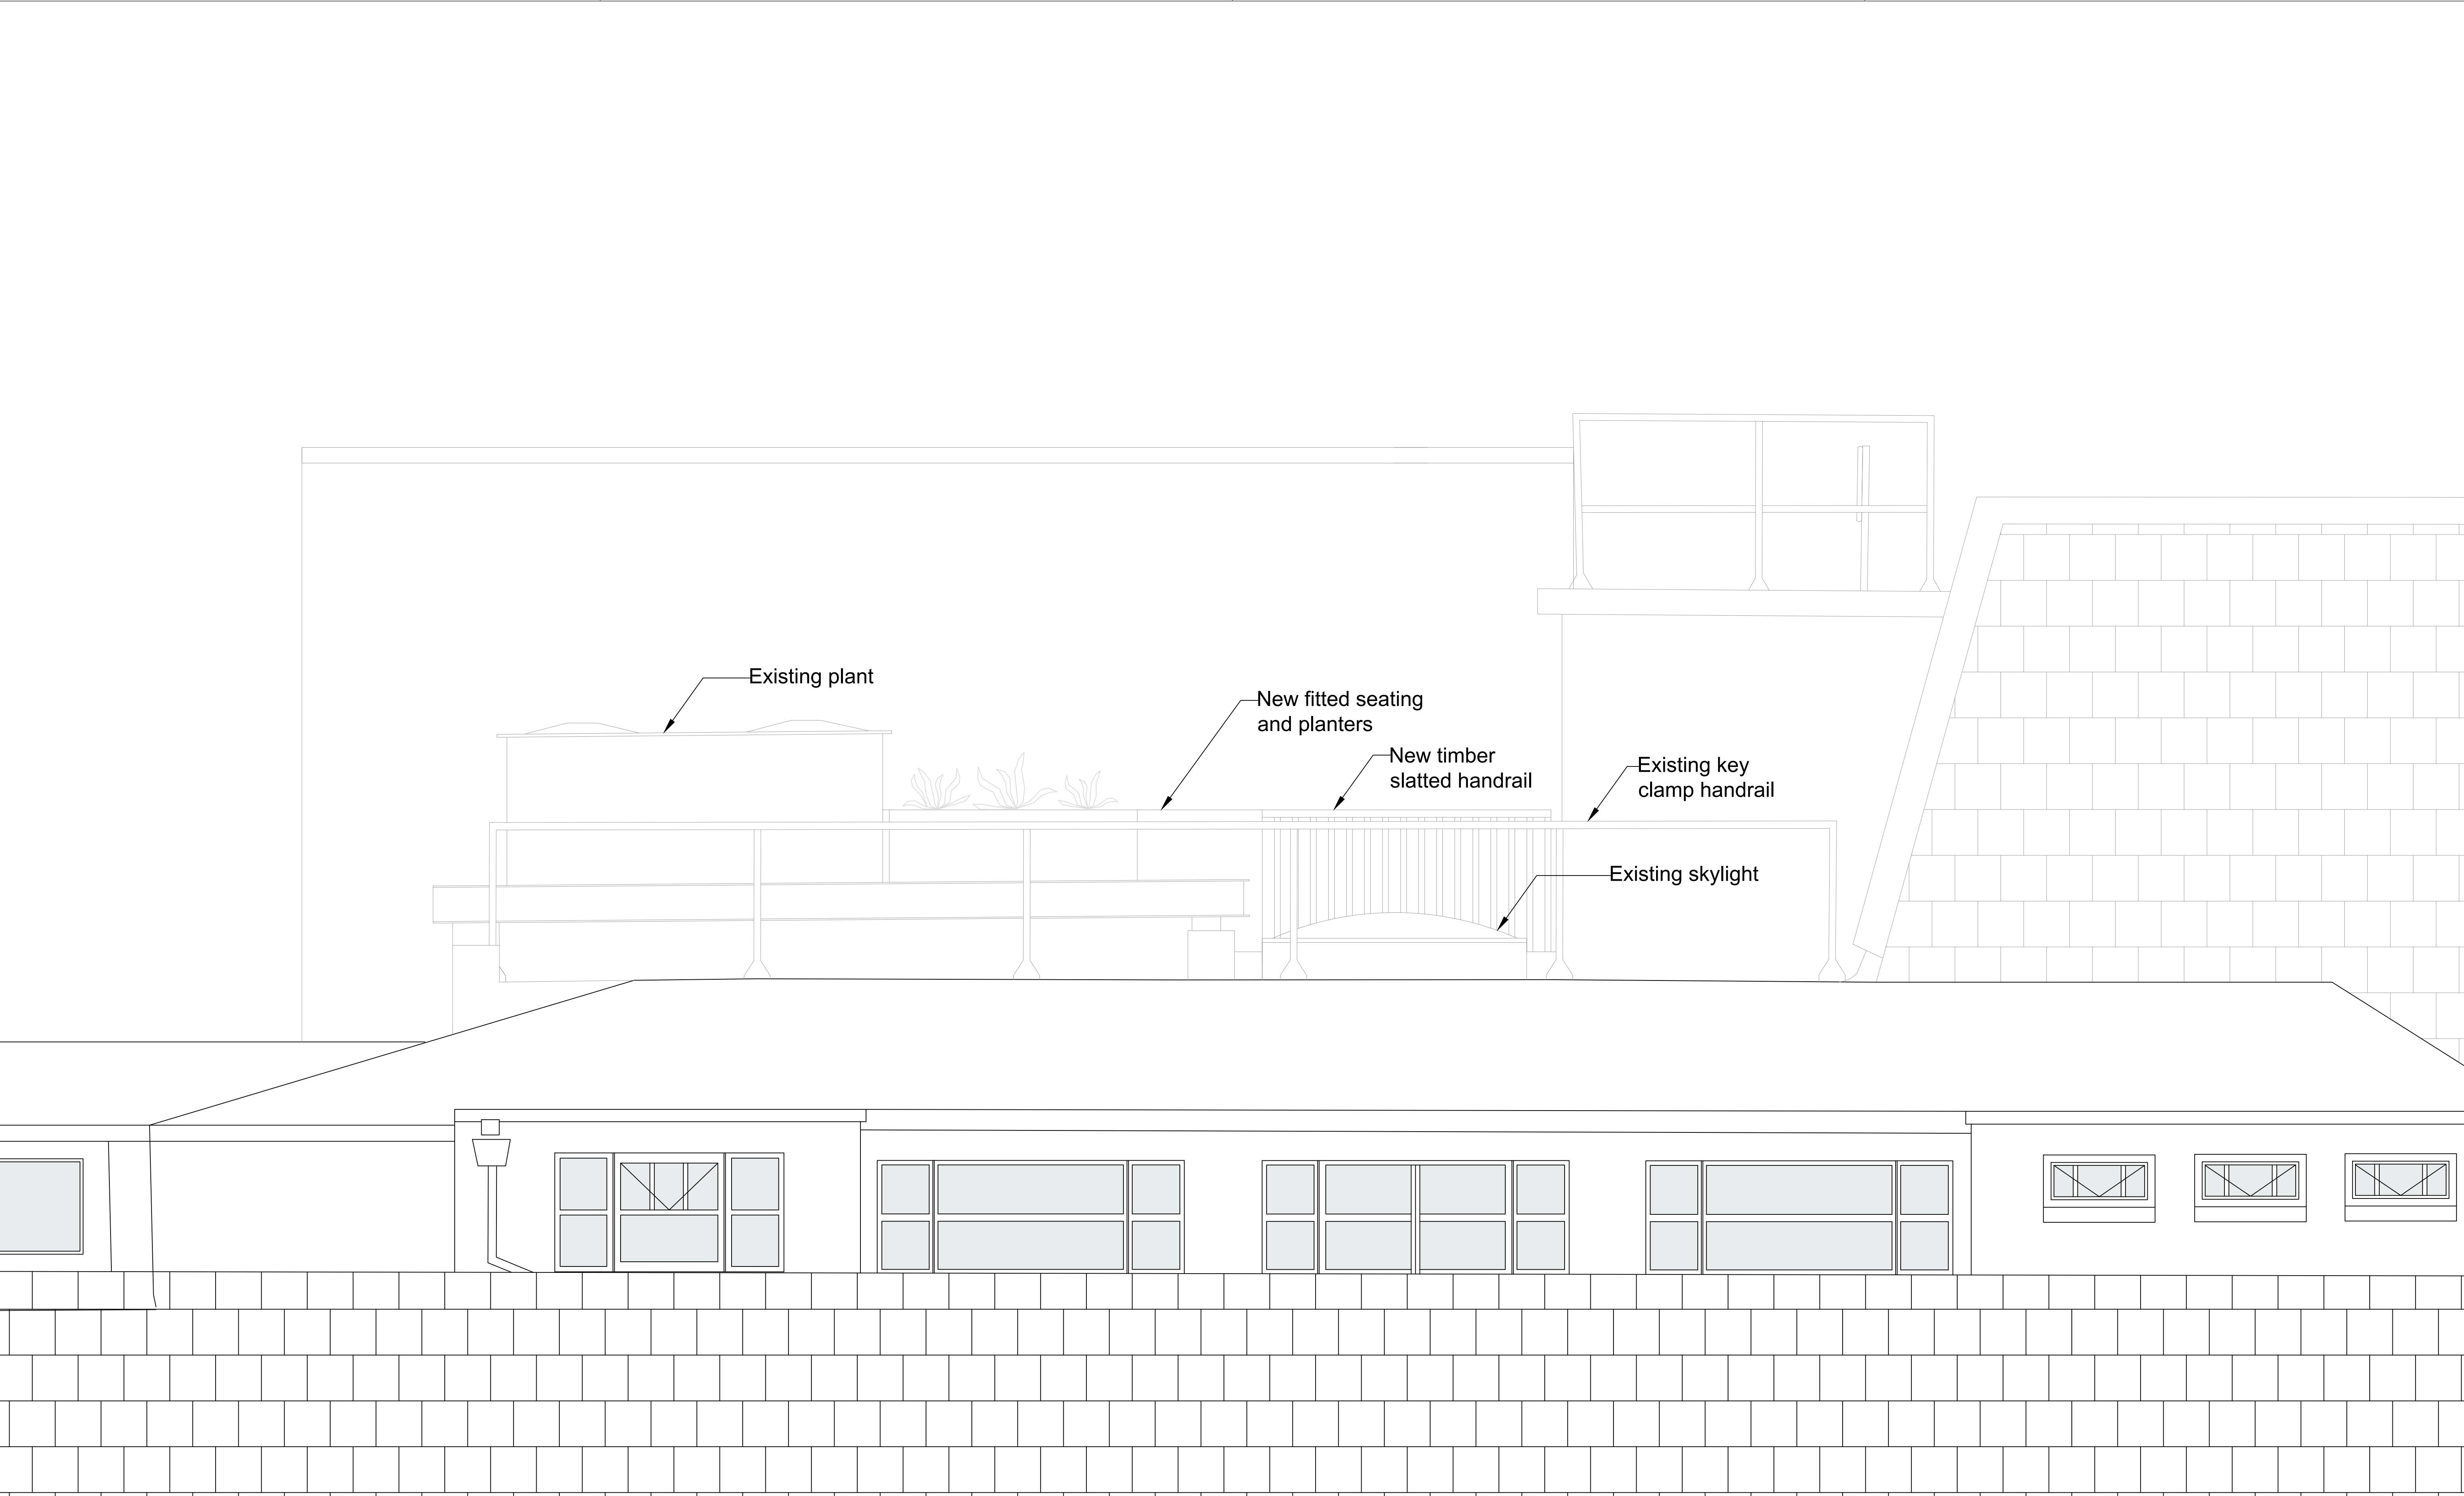 Existing plant
New fitted seating
and planters
New timber
slatted handrail
Existing key
clamp handrail
Existing skylight